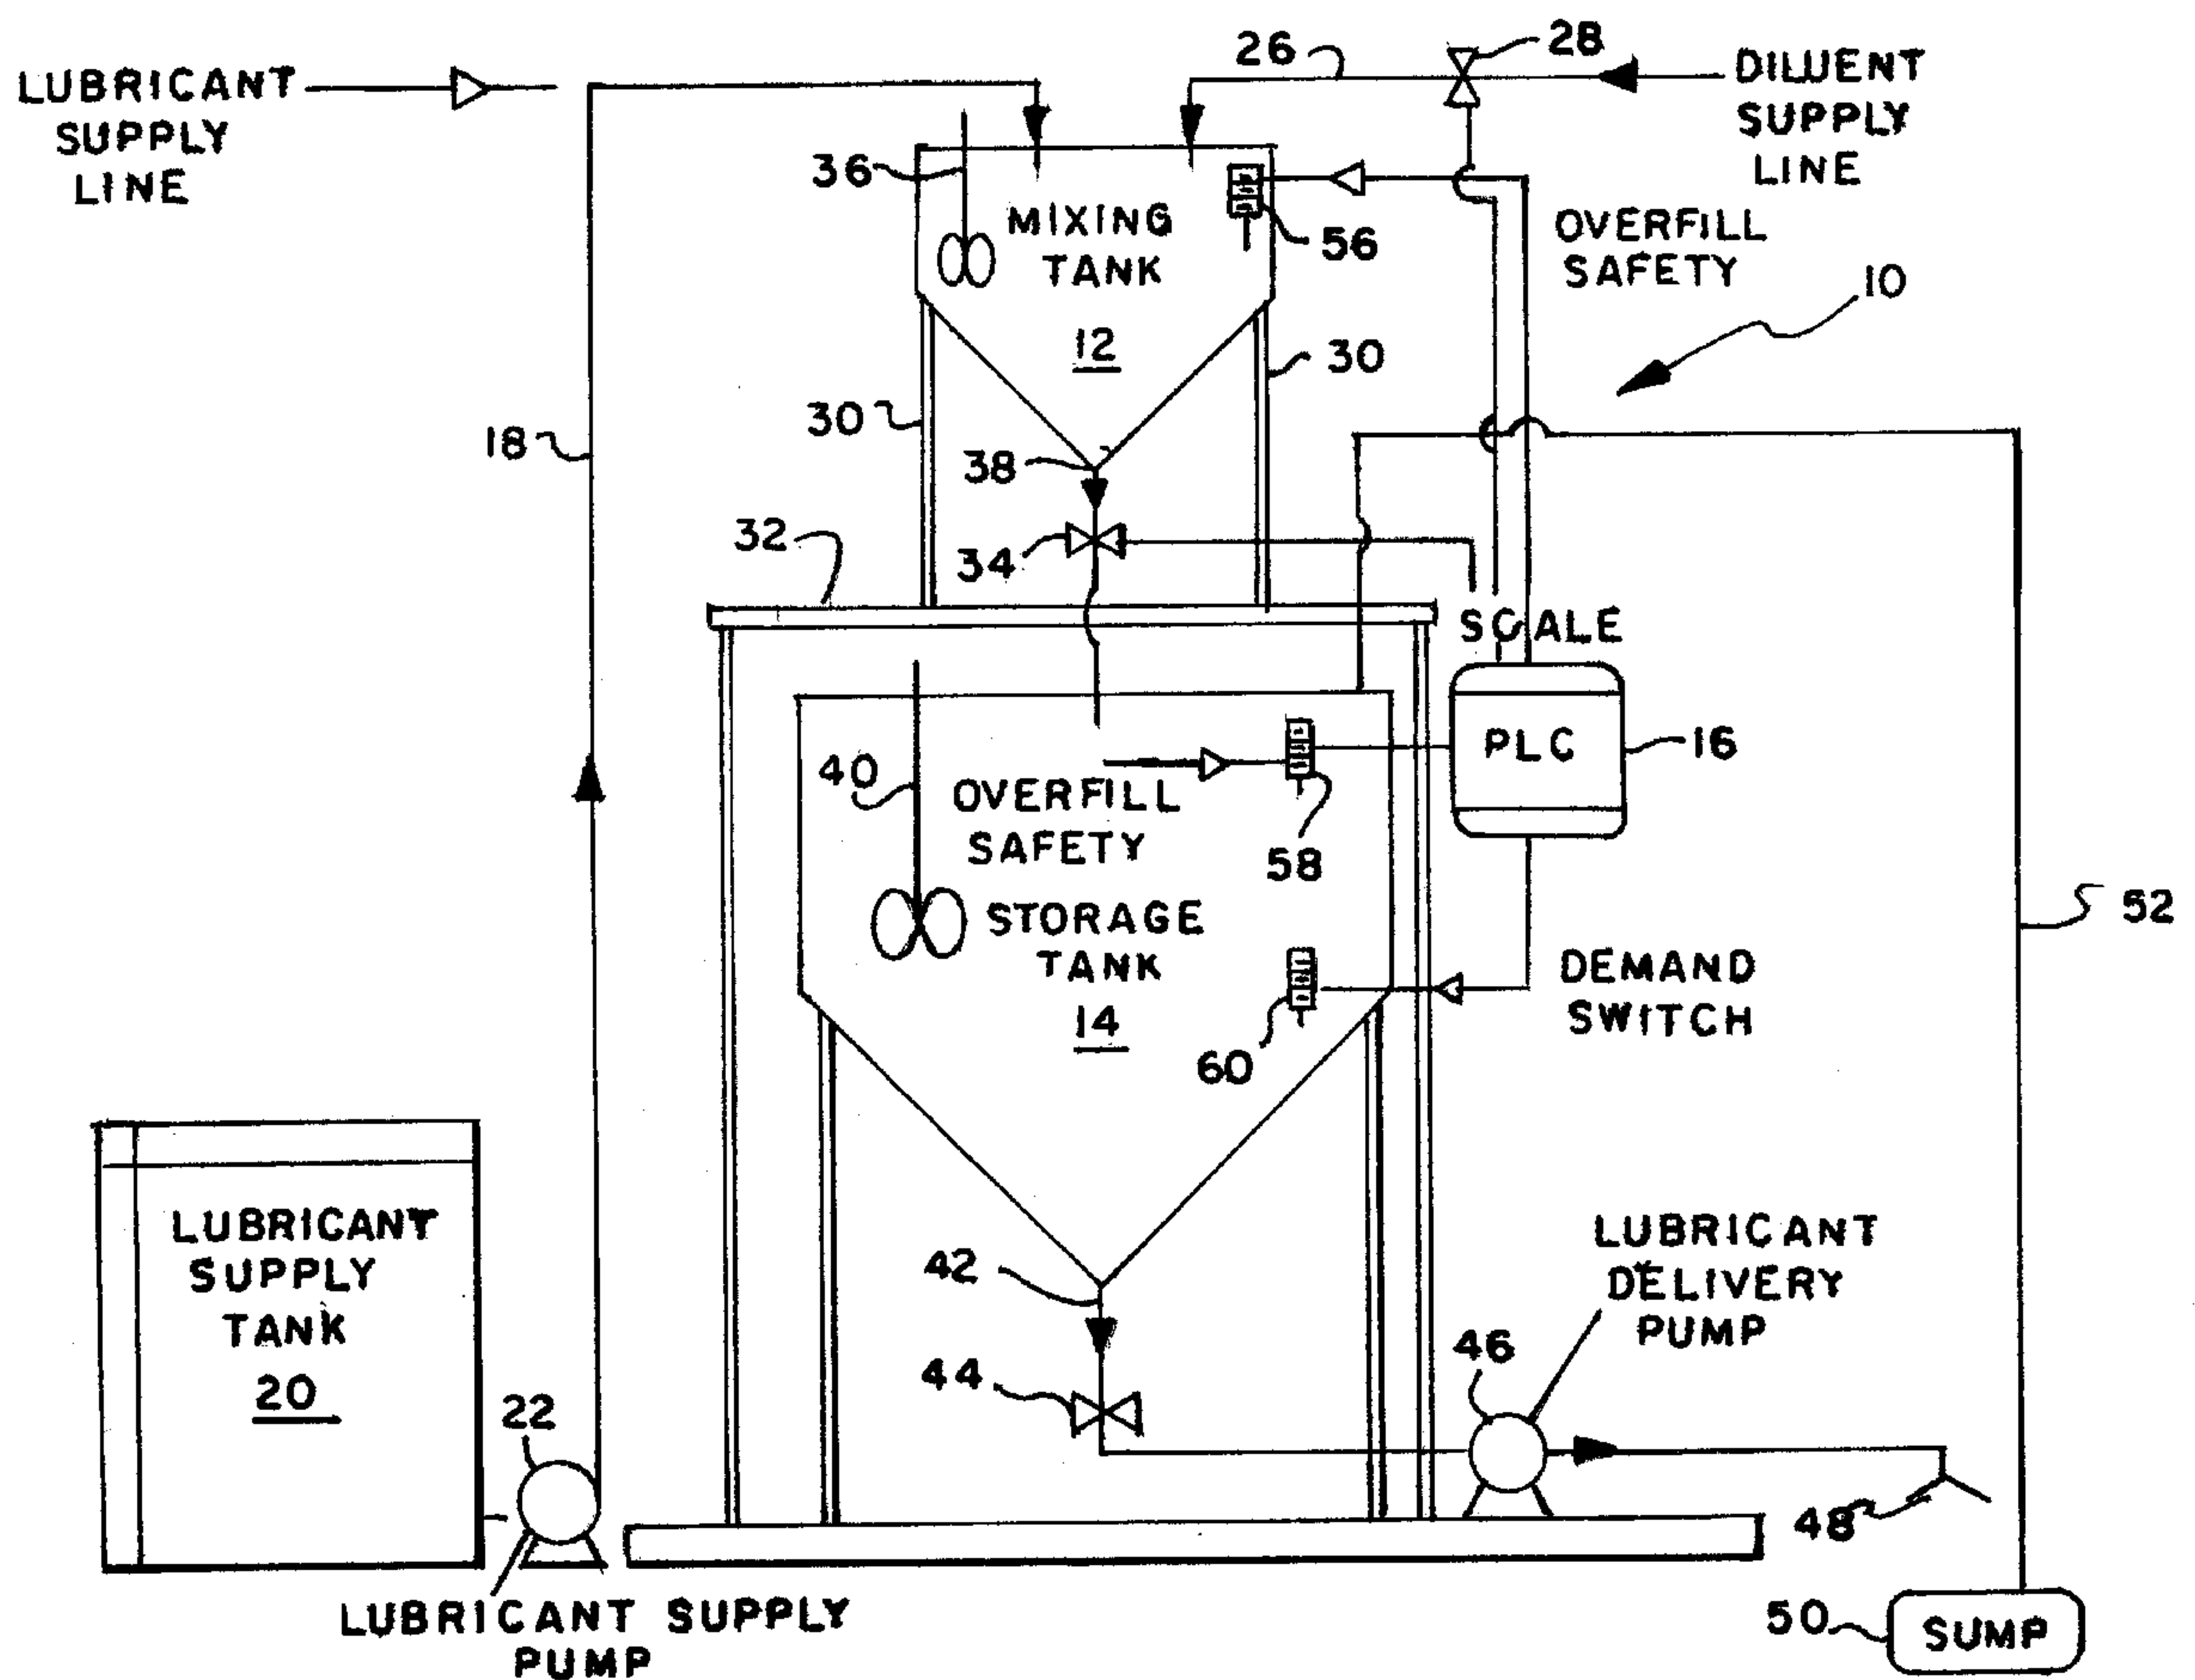 LUBRICANT
SUPPLY
LINE
26
28
DILUENT
SUPPLY
LINE
36
MIXING
TANK
12
56
OVERFILL
SAFETY
10
30
30
18
38
34
32
SCALE
PLC
16
40
OVERFILL
SAFETY
58
STORAGE
TANK
14
60
DEMAND
SWITCH
52
LUBRICANT
SUPPLY
TANK
20
22
LUBRICANT SUPPLY
PUMP
42
44
46
LUBRICANT
DELIVERY
PUMP
48
50
SUMP